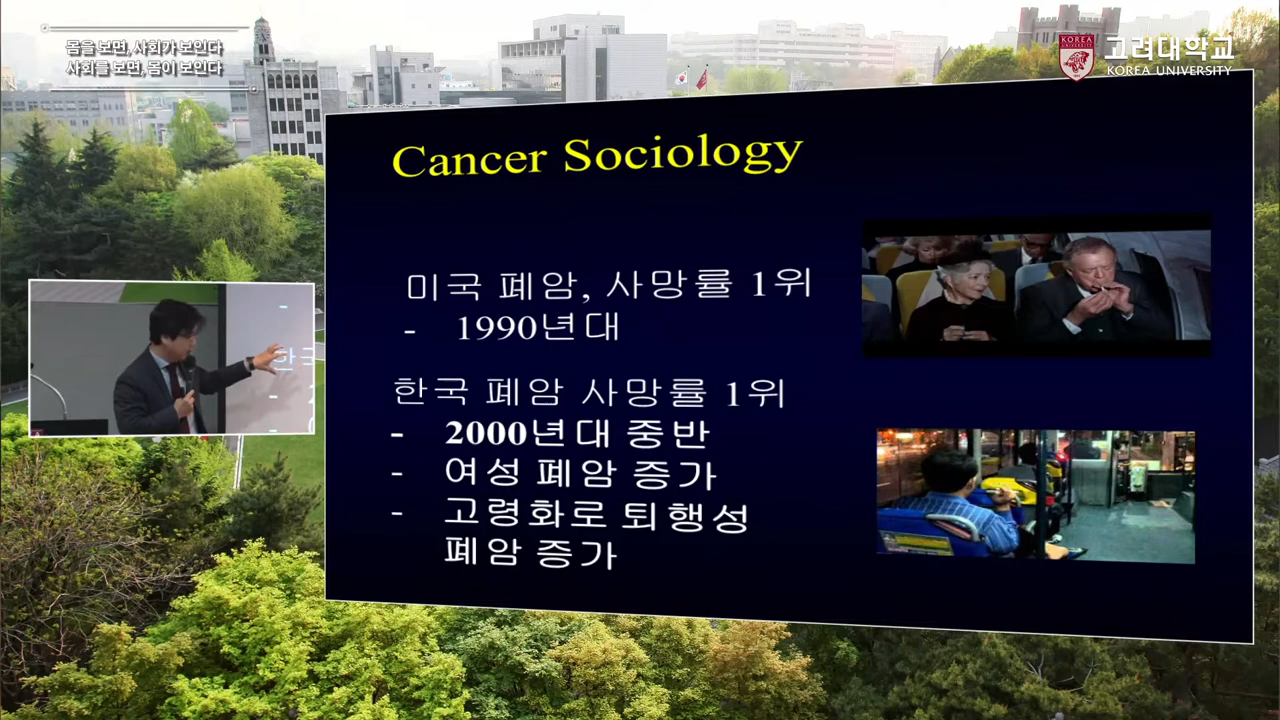 몸을 보면, 사회가 보인다
사회를 보면, 몸이 보인다
KOREA
UNIVERSITY
고려대학교
KOREA UNIVERSITY
Cancer Sociology
미국 폐암, 사망률 1위
- 1990년대
한국 폐암 사망률 1위
- 2000년대 중반
- 여성 폐암 증가
- 고령화로 퇴행성
폐암 증가